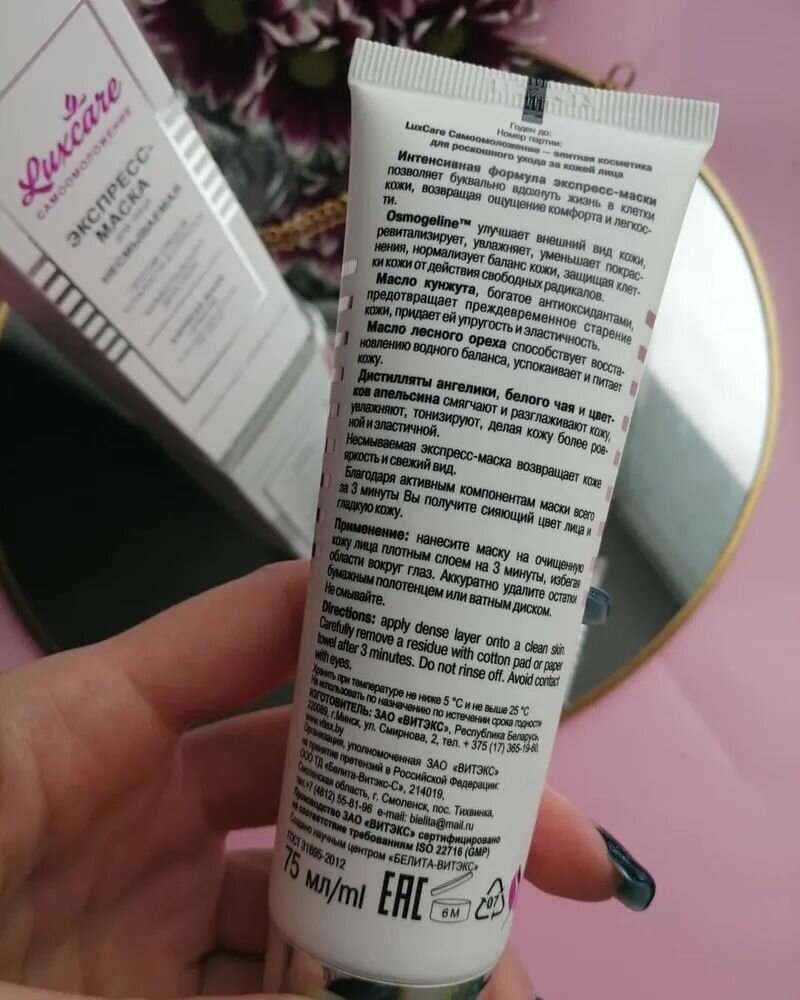 Luxcare
САМООМОЛОЖЕНИЕ
ЭКСПРЕСС-
МАСКА
для лица
НЕСМЫВАЕМАЯ
Годен до:
Номер партии:
LuxCare Самоомоложение – элитная косметика
для роскошного ухода за кожей лица
Интенсивная формула экспресс-маски
позволяет буквально вдохнуть жизнь в клетки
кожи, возвращая ощущение комфорта и легкос-
ти.
Osmogeline™ улучшает внешний вид кожи,
ревитализирует, увлажняет, уменьшает покрас-
нения, нормализует баланс кожи, защищая клет-
ки кожи от действия свободных радикалов.
Масло кунжута, богатое антиоксидантами,
предотвращает преждевременное старение
кожи, придает ей упругость и эластичность.
Масло лесного ореха способствует восста-
новлению водного баланса, успокаивает и питает
кожу.
Дистилляты ангелики, белого чая и цвет-
ков апельсина смягчают и разглаживают кожу,
увлажняют, тонизируют, делая кожу более ров-
ной и эластичной.
Несмываемая экспресс-маска возвращает коже
яркость и свежий вид.
Благодаря активным компонентам маски всего
за 3 минуты Вы получите сияющий цвет лица и
гладкую кожу.
Применение: нанесите маску на очищенную
кожу лица плотным слоем на 3 минуты, избегая
области вокруг глаз. Аккуратно удалите остатки
бумажным полотенцем или ватным диском.
Не смывайте.
Directions: apply dense layer onto a clean skin.
Carefully remove a residue with cotton pad or paper
towel after 3 minutes. Do not rinse off. Avoid contact
with eyes.
Хранить при температуре не ниже 5 °C и не выше 25 °C
Не использовать по назначению по истечении срока годности
ИЗГОТОВИТЕЛЬ: ЗАО «ВИТЭКС», Республика Беларусь,
220089, г.Минск, ул. Смирнова, 2, тел. + 375 (17) 365-19-60,
www.vitex.by
Организация, уполномоченная ЗАО «ВИТЭКС»
на принятие претензий в Российской Федерации:
ООО ТД «Белита-Витэкс-С», 214019,
Смоленская область, г. Смоленск, пос. Тихвинка,
тел.+7 (4812) 55-81-96 e-mail: bielita@mail.ru
Производство ЗАО «ВИТЭКС» сертифицировано
на соответствие требованиям ISO 22716 (GMP)
Создано научным центром «БЕЛИТА-ВИТЭКС»
ГОСТ 31695-2012
75 мл/ml EAC 6 M 07